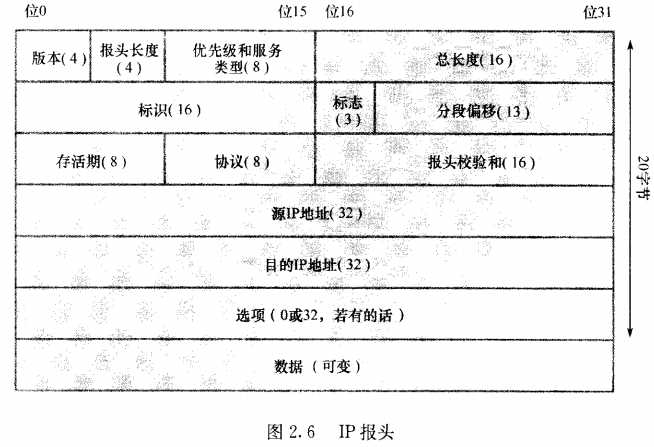 位0 位15 位16 位31
版本(4) 报头长度(4) 优先级和服务类型(8) 总长度(16)
标识(16) 标志(3) 分段偏移(13)
存活期(8) 协议(8) 报头校验和(16)
源IP地址(32)
目的IP地址(32)
选项(0或32,若有的话)
数据(可变)
20字节
图2.6 IP报头